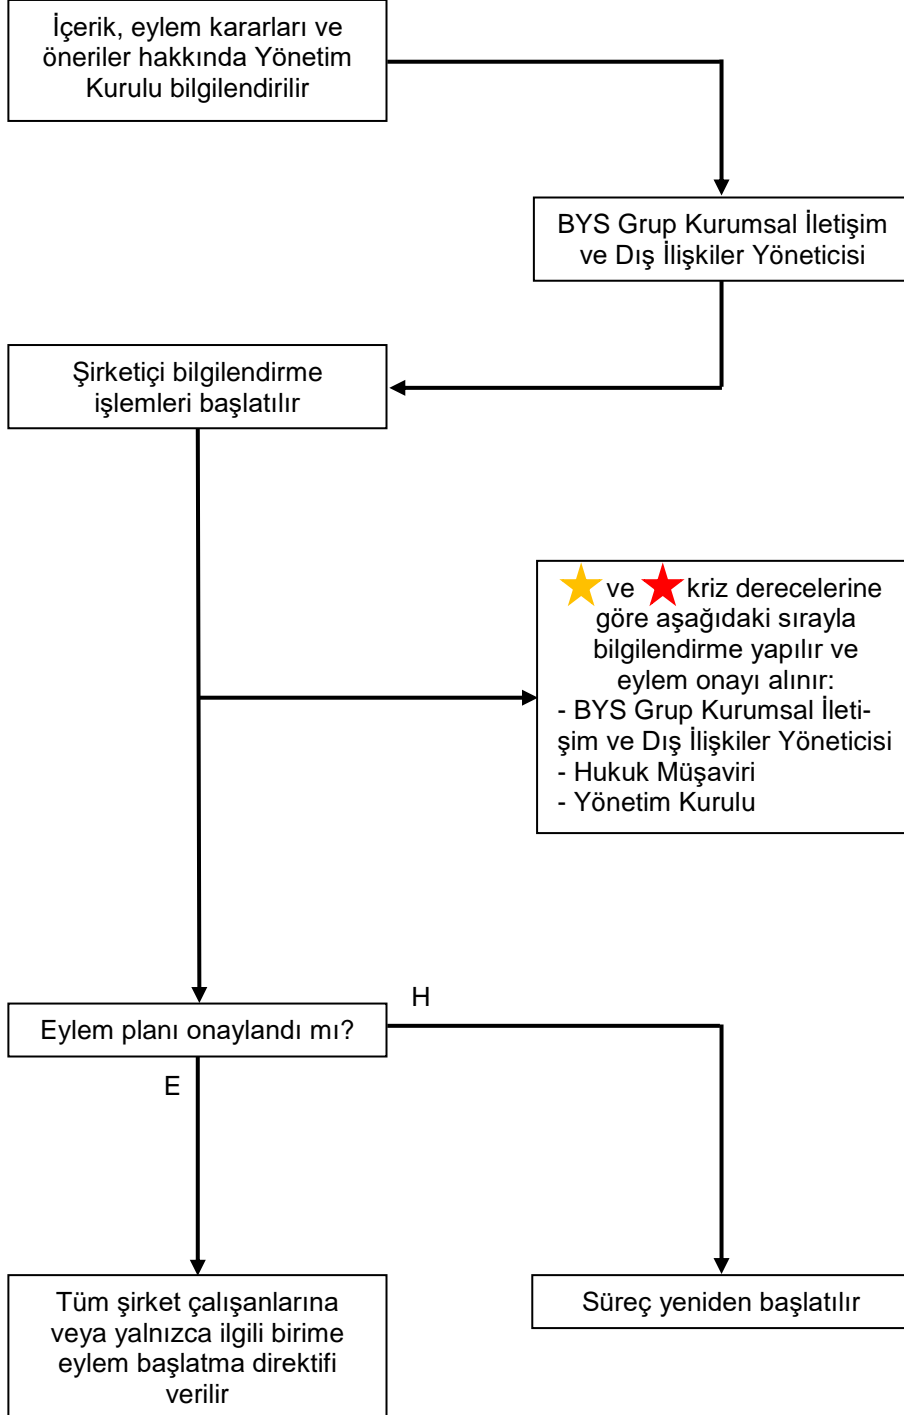 İçerik, eylem kararları ve
öneriler hakkında Yönetim
Kurulu bilgilendirilir
BYS Grup Kurumsal İletişim
ve Dış İlişkiler Yöneticisi
Şirketiçi bilgilendirme
işlemleri başlatılır
ve kriz derecelerine
göre aşağıdaki sırayla
bilgilendirme yapılır ve
eylem onayı alınır:
- BYS Grup Kurumsal İleti-
şim ve Dış İlişkiler Yöneticisi
- Hukuk Müşaviri
- Yönetim Kurulu
H
Eylem planı onaylandı mı?
E
Tüm şirket çalışanlarına
veya yalnızca ilgili birime
eylem başlatma direktifi
verilir
Süreç yeniden başlatılır